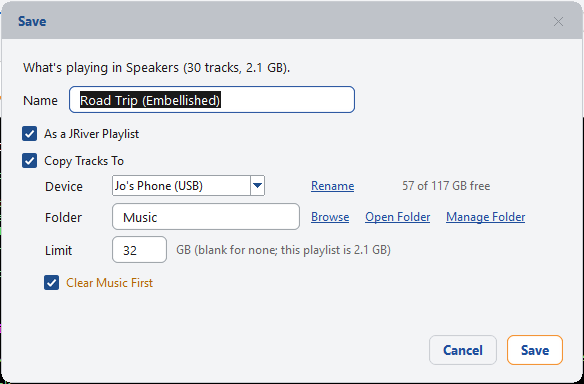 Save
What's playing in Speakers (30 tracks, 2.1 GB).
Name Road Trip (Embellished)
As a JRiver Playlist
Copy Tracks To
Device Jo's Phone (USB) Rename 57 of 117 GB free
Folder Music Browse Open Folder Manage Folder
Limit 32 GB (blank for none; this playlist is 2.1 GB)
Clear Music First
Cancel Save